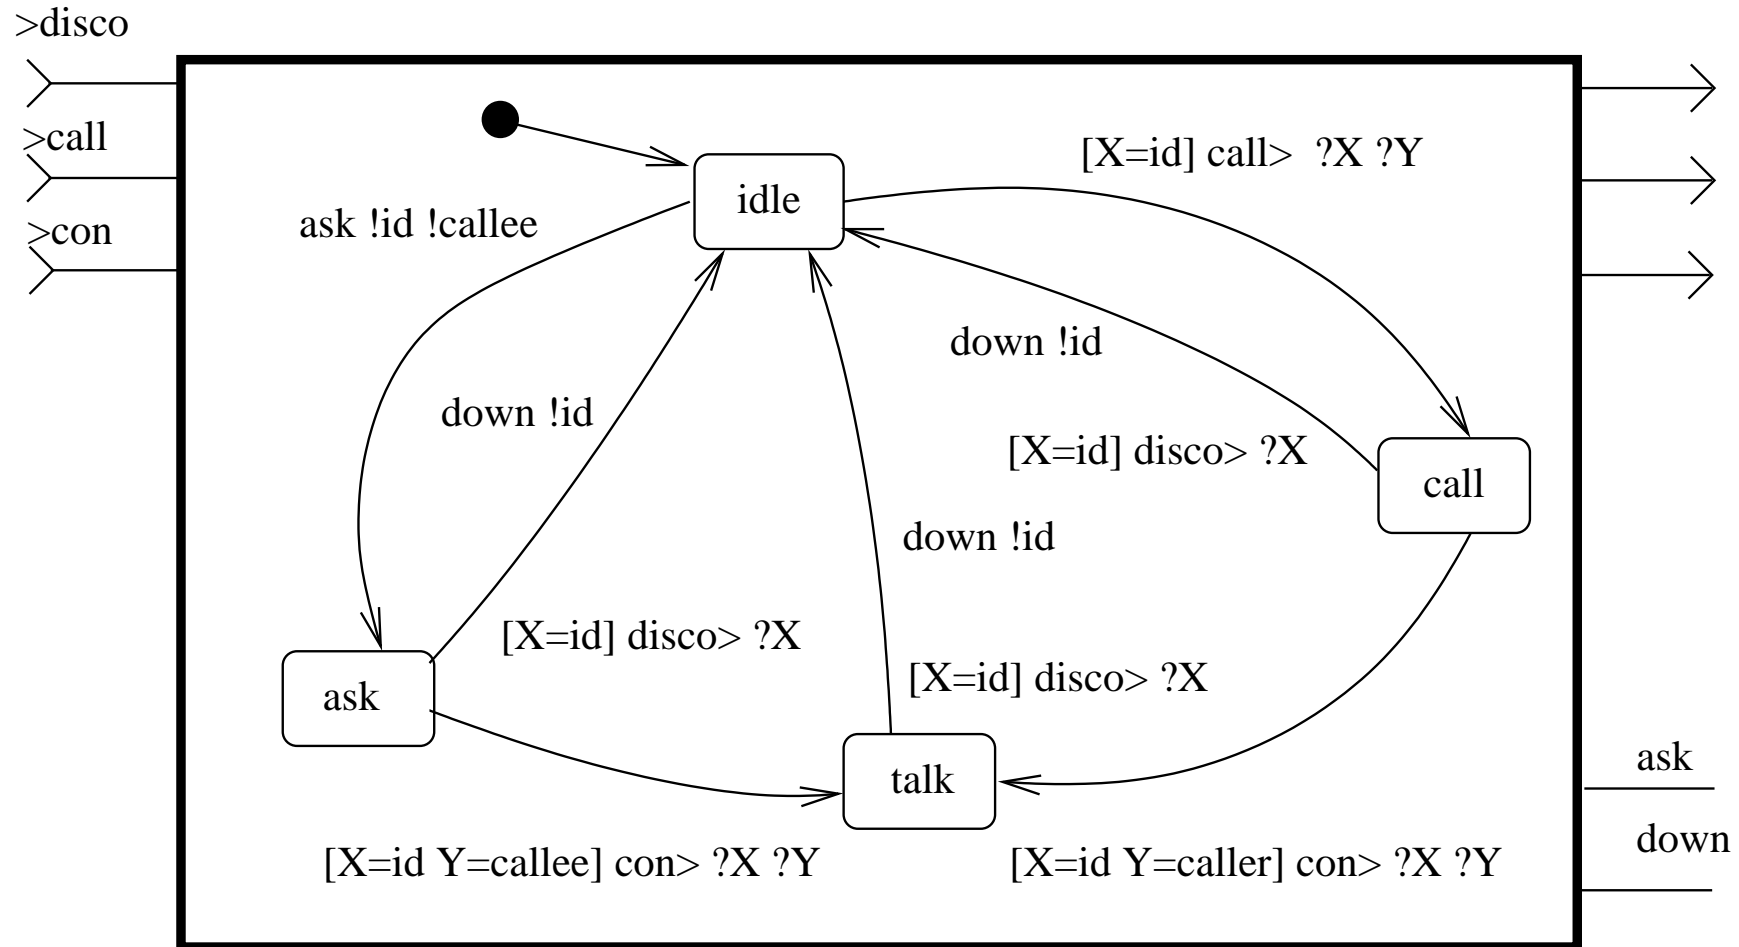 >disco
>call
>con
[X=id] call> ?X ?Y
idle
ask !id !callee
down !id
down !id
[X=id] disco> ?X
call
down !id
[X=id] disco> ?X
[X=id] disco> ?X
ask
talk
ask
down
[X=id Y=callee] con> ?X ?Y
[X=id Y=caller] con> ?X ?Y